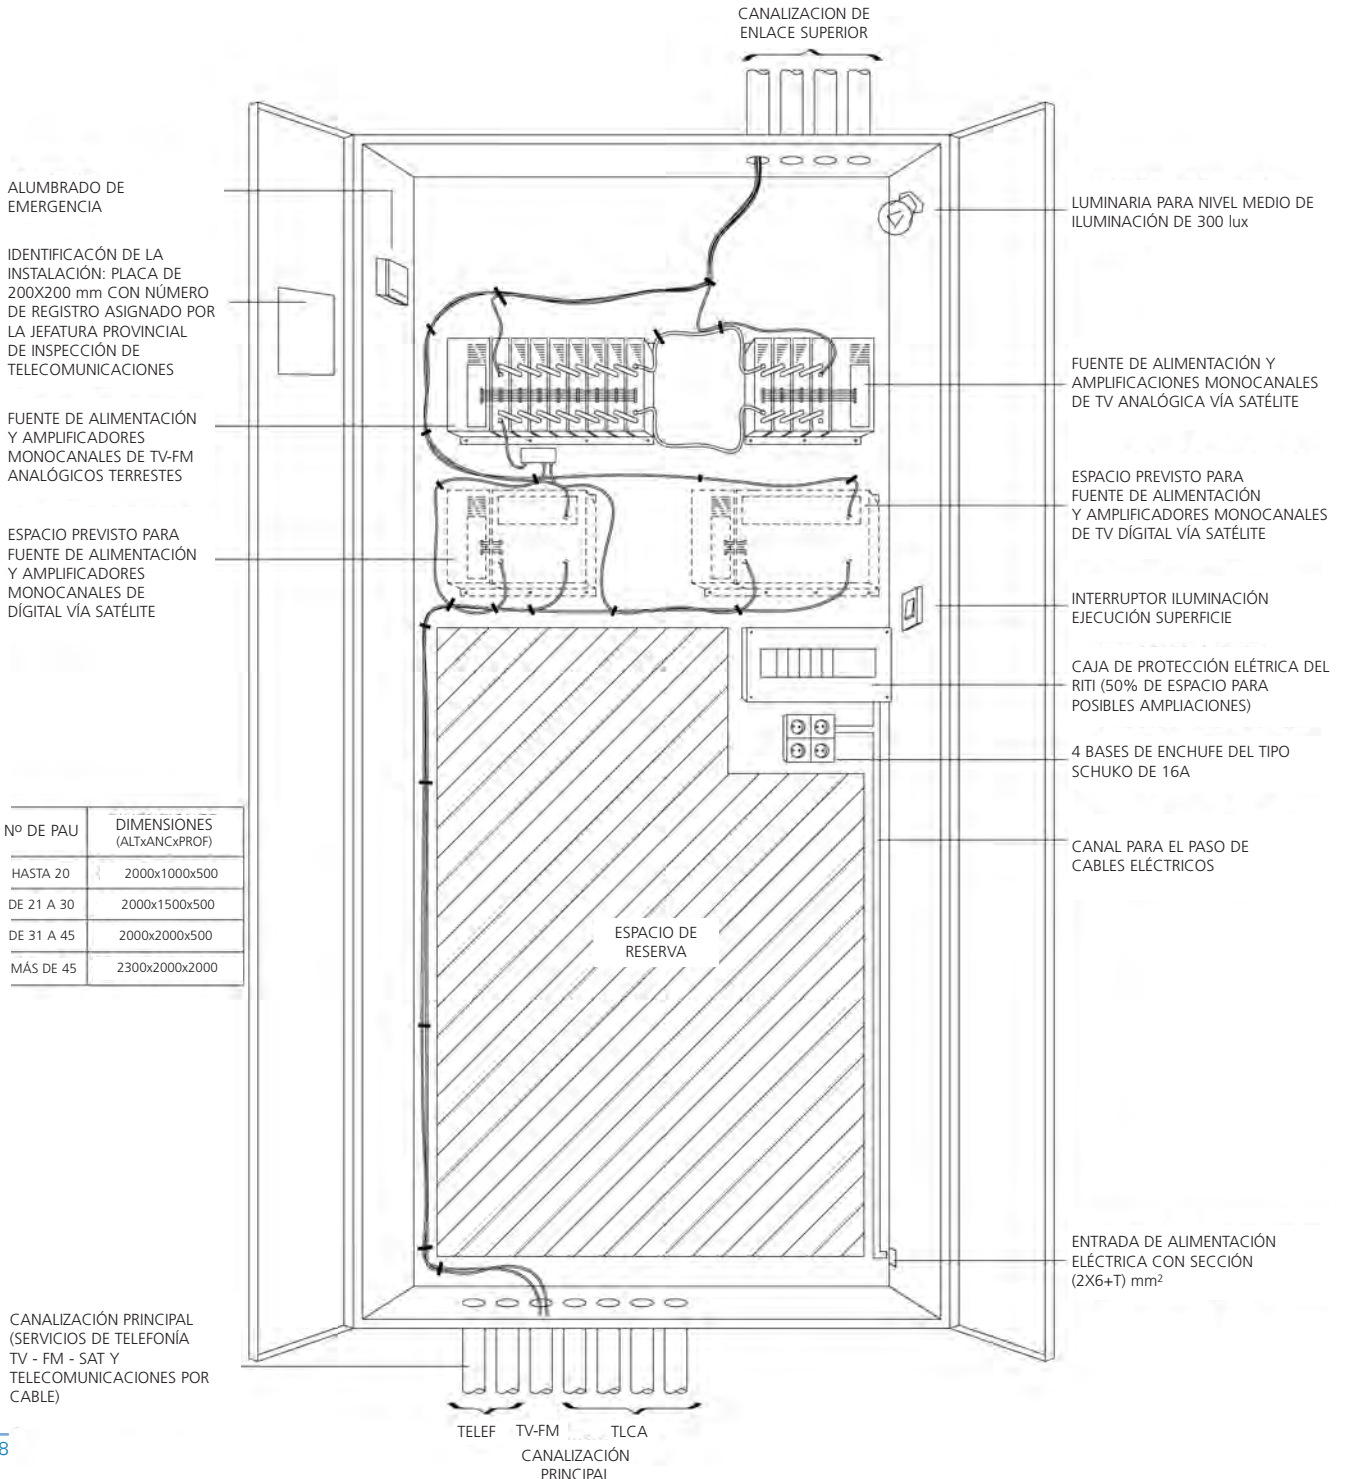 CANALIZACION DE
ENLACE SUPERIOR
ALUMBRADO DE
EMERGENCIA
IDENTIFICACÓN DE LA
INSTALACIÓN: PLACA DE
200X200 mm CON NÚMERO
DE REGISTRO ASIGNADO POR
LA JEFATURA PROVINCIAL
DE INSPECCIÓN DE
TELECOMUNICACIONES
FUENTE DE ALIMENTACIÓN
Y AMPLIFICADORES
MONOCANALES DE TV-FM
ANALÓGICOS TERRESTES
ESPACIO PREVISTO PARA
FUENTE DE ALIMENTACIÓN
Y AMPLIFICADORES
MONOCANALES DE
DÍGITAL VÍA SATÉLITE
LUMINARIA PARA NIVEL MEDIO DE
ILUMINACIÓN DE 300 lux
FUENTE DE ALIMENTACIÓN Y
AMPLIFICACIONES MONOCANALES
DE TV ANALÓGICA VÍA SATÉLITE
ESPACIO PREVISTO PARA
FUENTE DE ALIMENTACIÓN
Y AMPLIFICADORES MONOCANALES
DE TV DÍGITAL VÍA SATÉLITE
INTERRUPTOR ILUMINACIÓN
EJECUCIÓN SUPERFICIE
CAJA DE PROTECCIÓN ELÉTRICA DEL
RITI (50% DE ESPACIO PARA
POSIBLES AMPLIACIONES)
4 BASES DE ENCHUFE DEL TIPO
SCHUKO DE 16A
CANAL PARA EL PASO DE
CABLES ELÉCTRICOS
Nº DE PAU DIMENSIONES
(ALTxANCxPROF)
HASTA 20 2000x1000x500
DE 21 A 30 2000x1500x500
DE 31 A 45 2000x2000x500
MÁS DE 45 2300x2000x2000
ESPACIO DE
RESERVA
ENTRADA DE ALIMENTACIÓN
ELÉCTRICA CON SECCIÓN
(2X6+T) mm²
CANALIZACIÓN PRINCIPAL
(SERVICIOS DE TELEFONÍA
TV - FM - SAT Y
TELECOMUNICACIONES POR
CABLE)
TELEF TV-FM TLCA
CANALIZACIÓN
PRINCIPAL
8